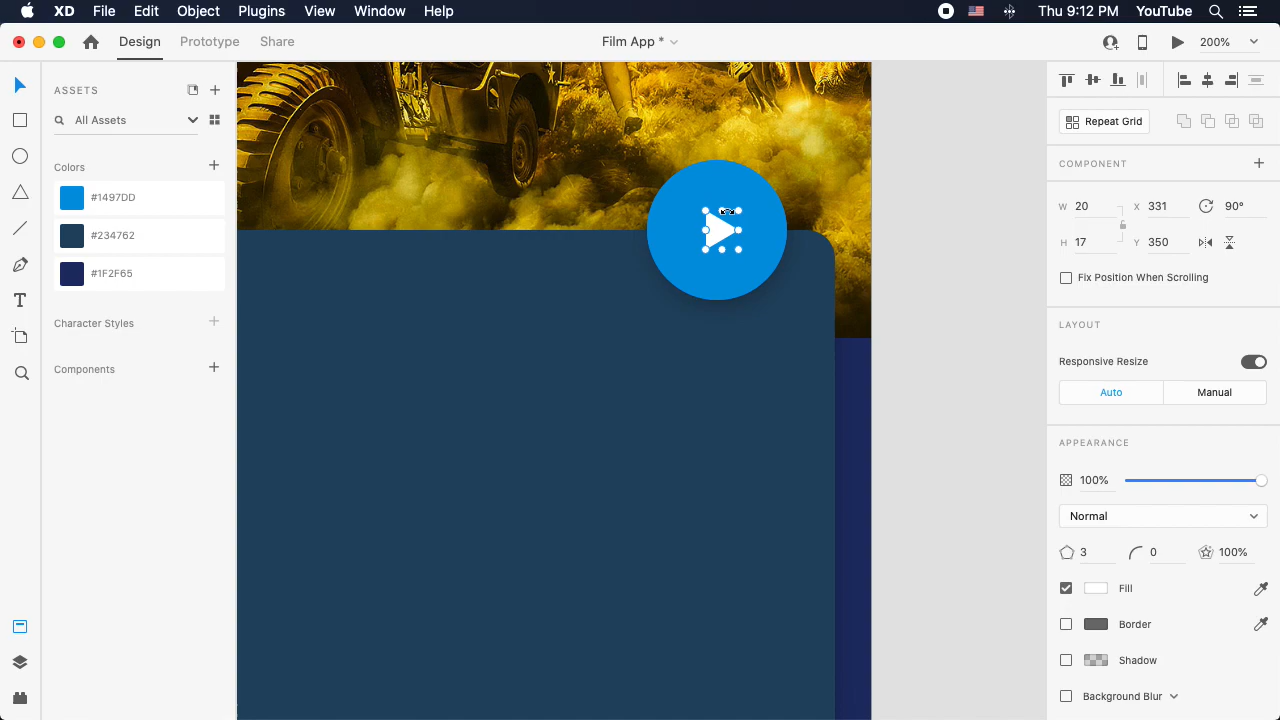 XD File Edit Object Plugins View Window Help Thu 9:12 PM YouTube
Design Prototype Share Film App * 200%
ASSETS
All Assets
Colors
#1497DD
#234762
#1F2F65
Character Styles
Components
Repeat Grid
COMPONENT
W 20 X 331 90°
H 17 Y 350
Fix Position When Scrolling
LAYOUT
Responsive Resize
Auto Manual
APPEARANCE
100%
Normal
3 0 100%
Fill
Border
Shadow
Background Blur